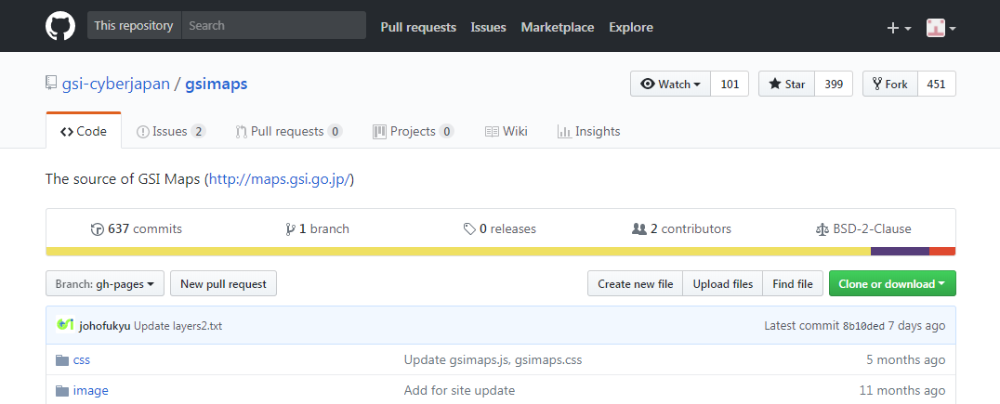 This repository Search Pull requests Issues Marketplace Explore
gsi-cyberjapan / gsimaps Watch 101 Star 399 Fork 451
Code Issues 2 Pull requests 0 Projects 0 Wiki Insights
The source of GSI Maps (http://maps.gsi.go.jp/)
637 commits 1 branch 0 releases 2 contributors BSD-2-Clause
Branch: gh-pages New pull request Create new file Upload files Find file Clone or download
johofukyu Update layers2.txt Latest commit 8b10ded 7 days ago
css Update gsimaps.js, gsimaps.css 5 months ago
image Add for site update 11 months ago